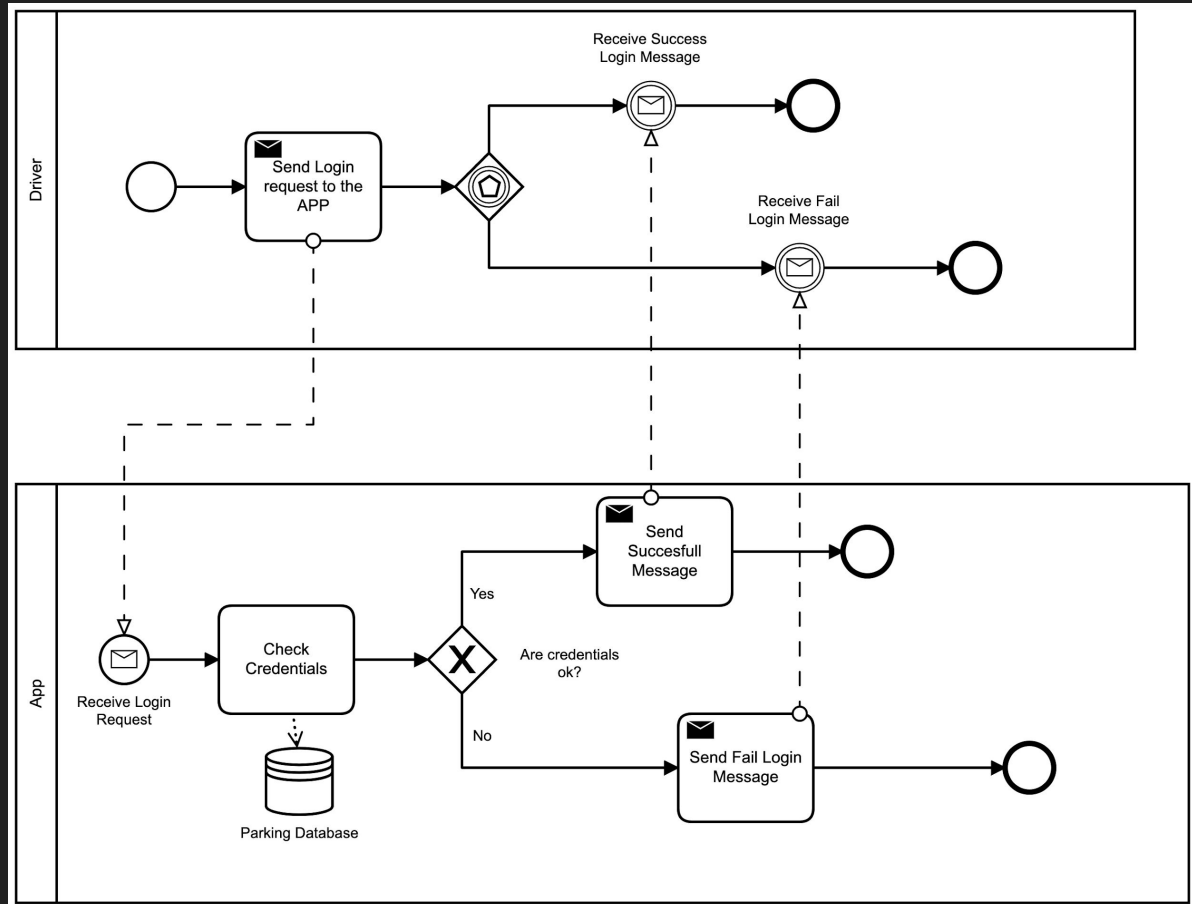 Driver
Receive Success
Login Message
Send Login
request to the
APP
Receive Fail
Login Message
App
Send
Succesfull
Message
Yes
Check
Credentials
Are credentials
ok?
Receive Login
Request
No
Send Fail Login
Message
Parking Database